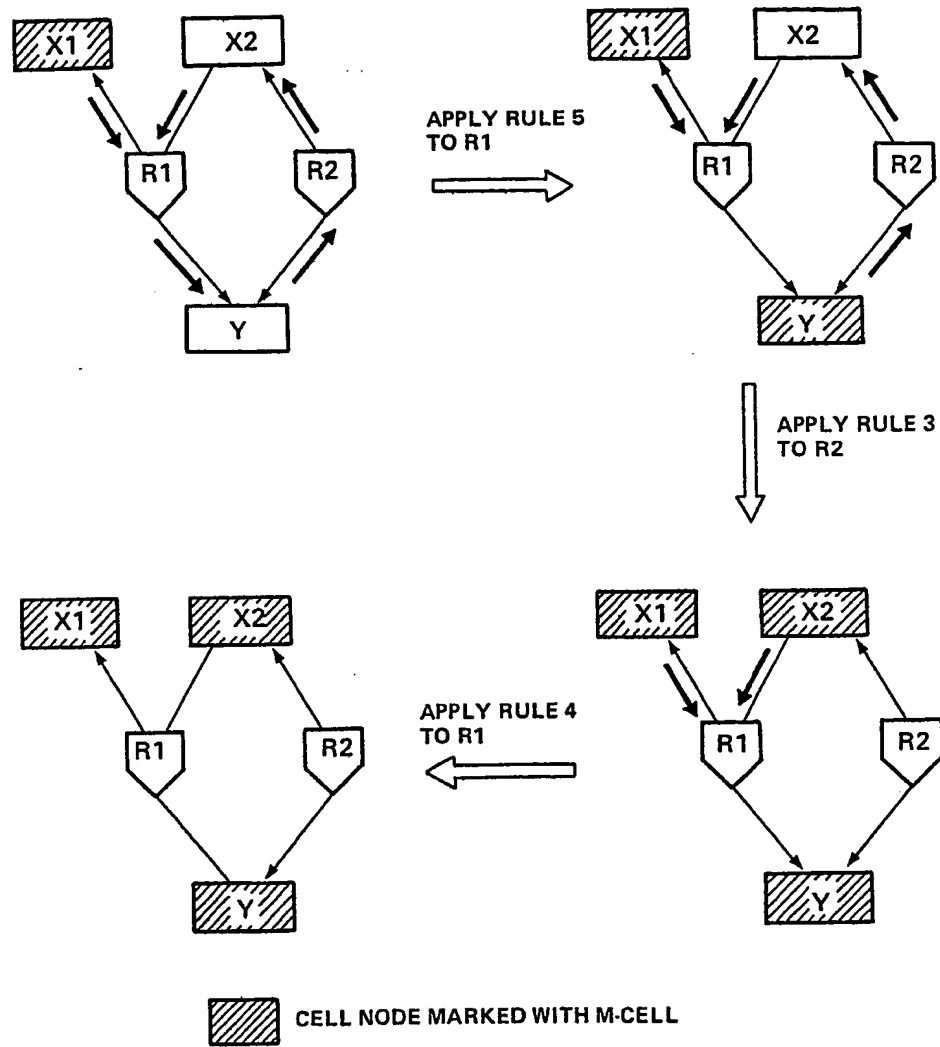 X1
X2
R1
R2
Y
APPLY RULE 5
TO R1
X1
X2
R1
R2
Y
APPLY RULE 3
TO R2
X1
X2
R1
R2
Y
APPLY RULE 4
TO R1
X1
X2
R1
R2
Y
CELL NODE MARKED WITH M-CELL